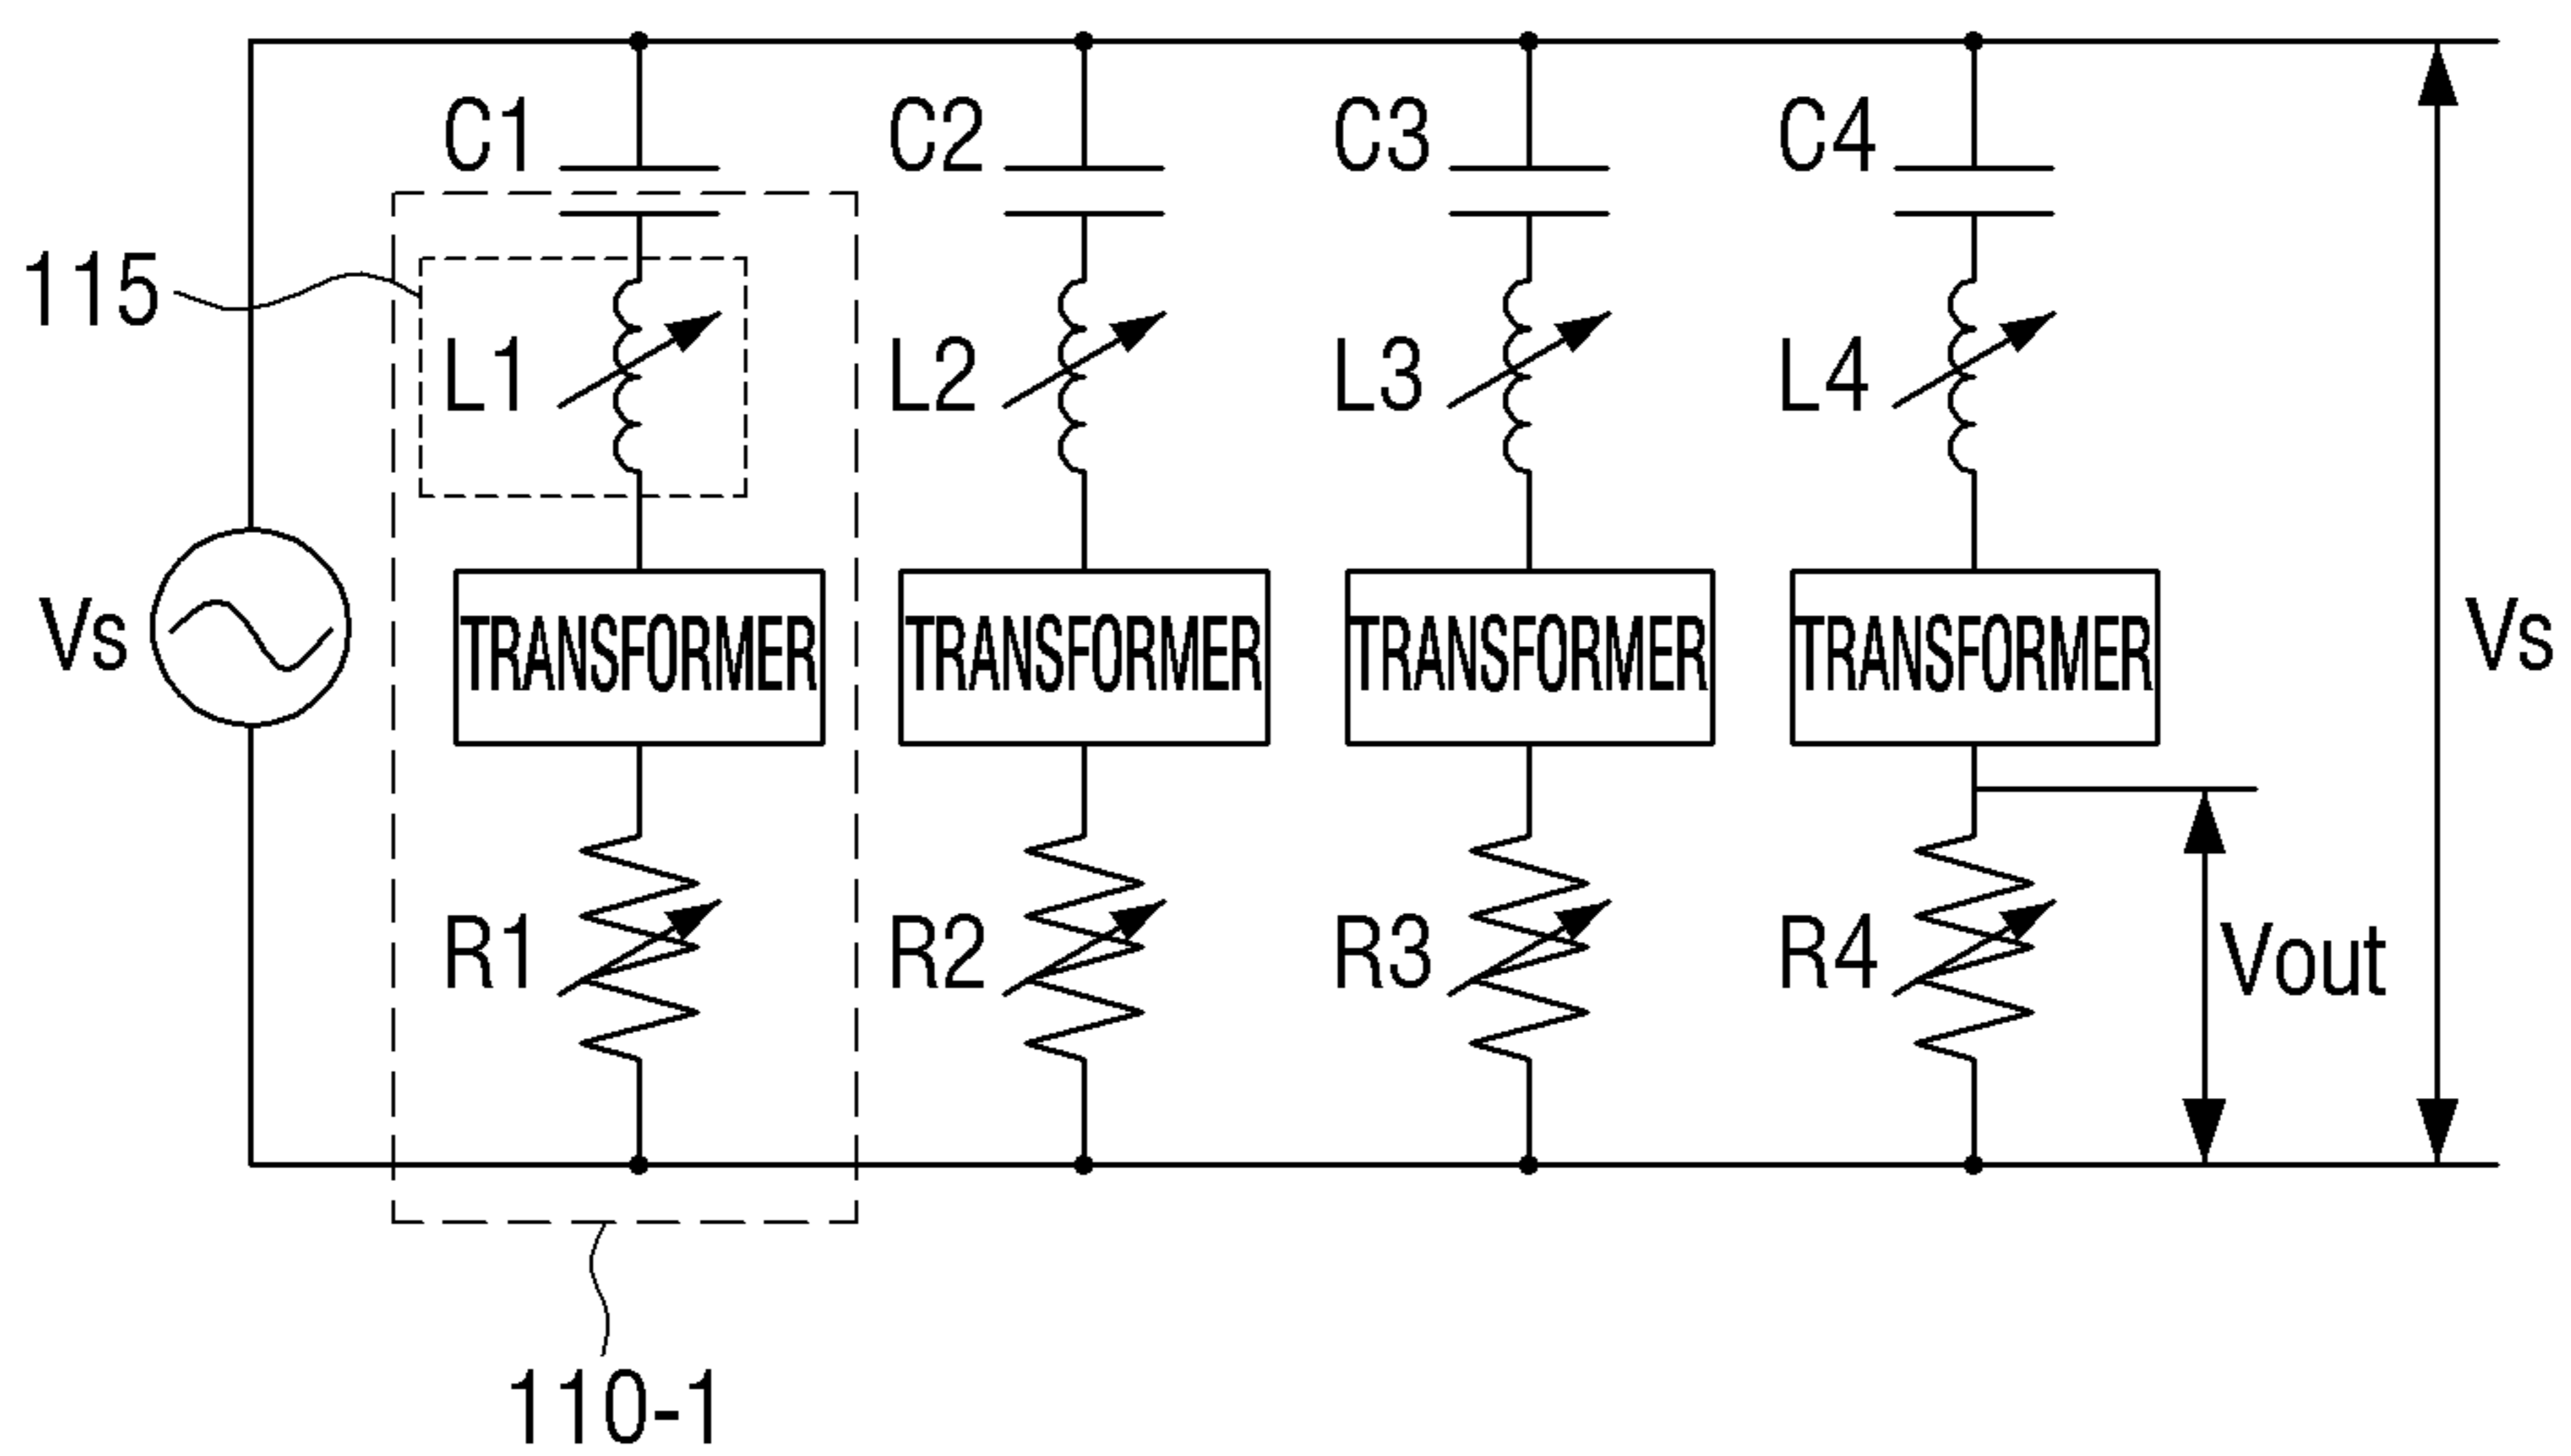 C1 C2 C3 C4
115
L1 L2 L3 L4
Vs TRANSFORMER TRANSFORMER TRANSFORMER TRANSFORMER Vs
R1 R2 R3 R4 Vout
110-1